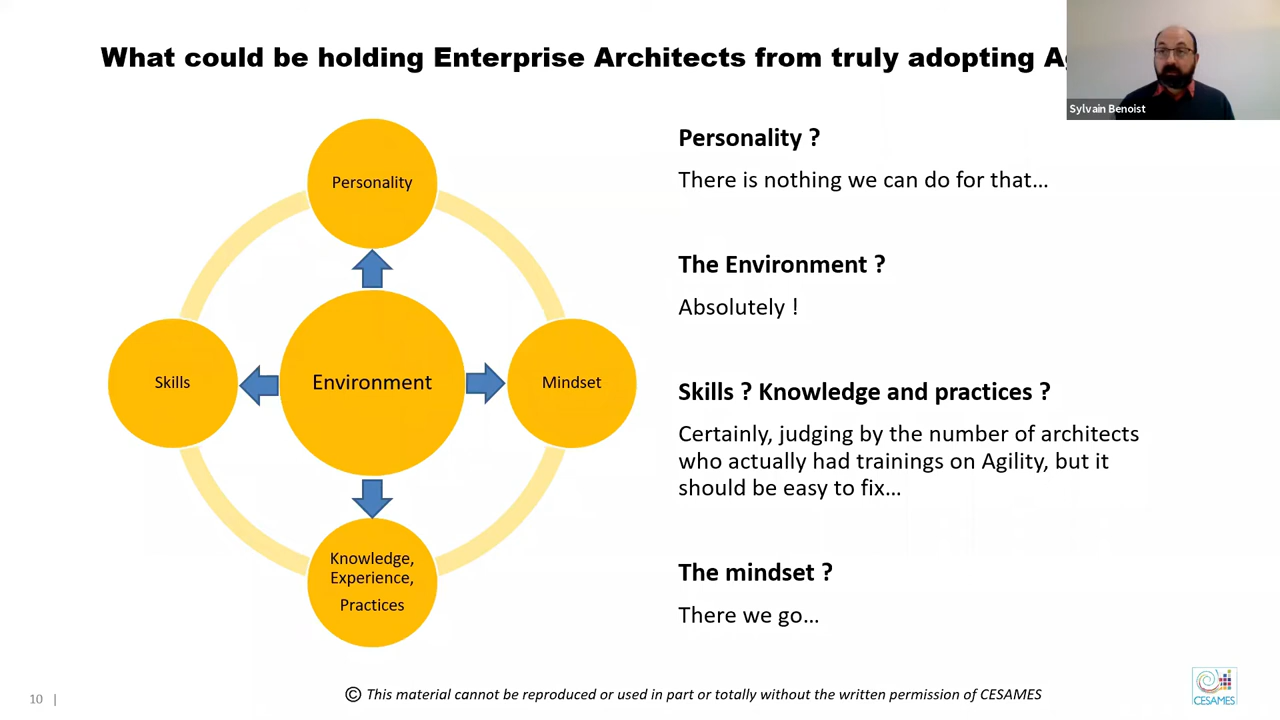 What could be holding Enterprise Architects from truly adopting
Sylvain Benoist
Personality
Skills
Environment
Mindset
Knowledge,
Experience,
Practices
Personality ?
There is nothing we can do for that…
The Environment ?
Absolutely !
Skills ? Knowledge and practices ?
Certainly, judging by the number of architects
who actually had trainings on Agility, but it
should be easy to fix…
The mindset ?
There we go…
10 |
© This material cannot be reproduced or used in part or totally without the written permission of CESAMES
CESAMES